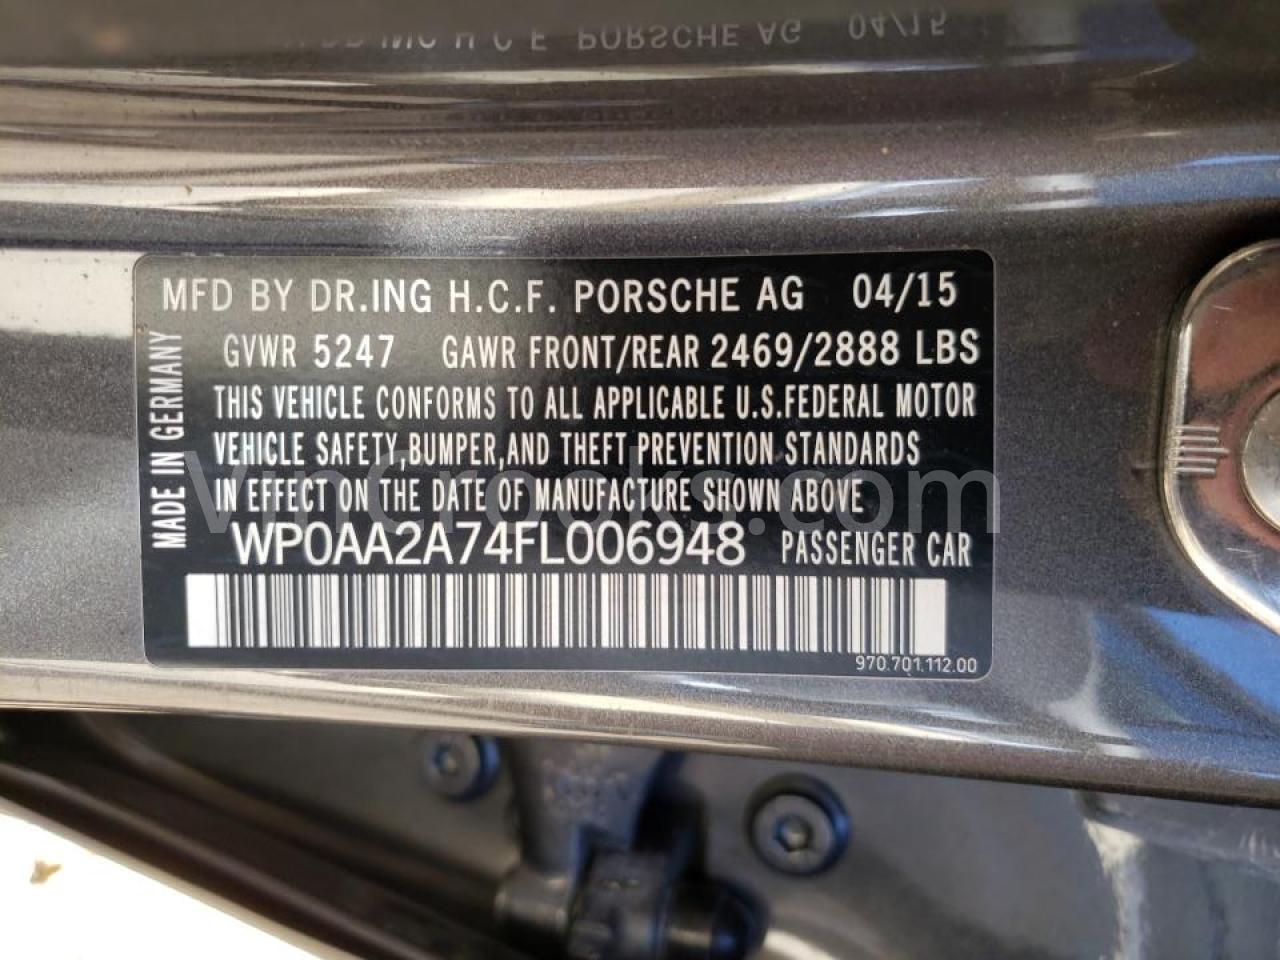 MFD BY DR.ING H.C.F. PORSCHE AG 04/15
GVWR 5247 GAWR FRONT/REAR 2469/2888 LBS
THIS VEHICLE CONFORMS TO ALL APPLICABLE U.S.FEDERAL MOTOR
VEHICLE SAFETY,BUMPER,AND THEFT PREVENTION STANDARDS
IN EFFECT ON THE DATE OF MANUFACTURE SHOWN ABOVE
WP0AA2A74FL006948 PASSENGER CAR
970.701.112.00
MADE IN GERMANY
VinCrooks.com